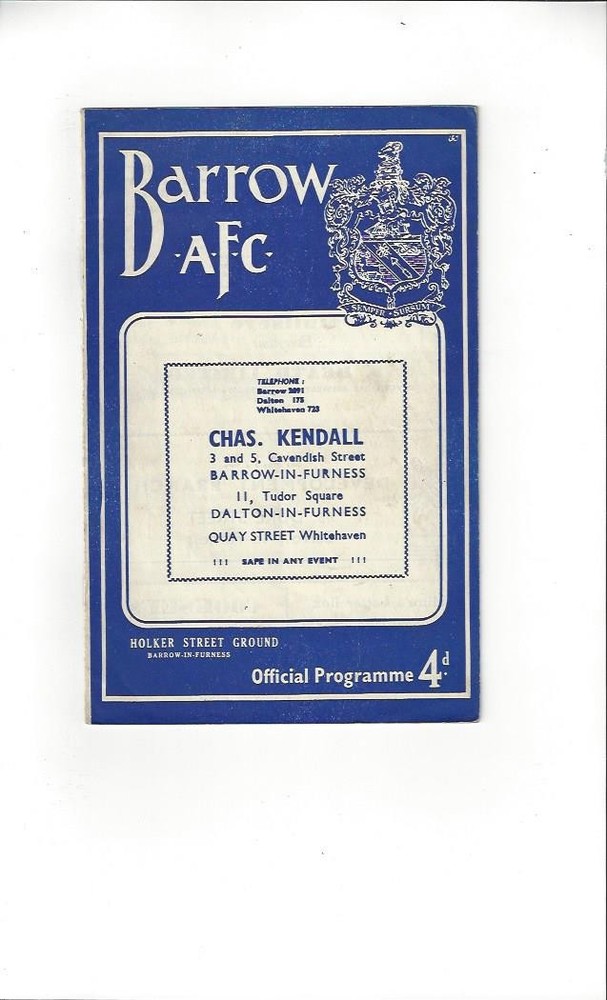 Barrow
A.F.C.
SEMPER SURSUM
TELEPHONE :
Barrow 2091
Dalton 175
Whitehaven 723
CHAS. KENDALL
3 and 5, Cavendish Street
BARROW-IN-FURNESS
11, Tudor Square
DALTON-IN-FURNESS
QUAY STREET Whitehaven
!!! SAFE IN ANY EVENT !!!
HOLKER STREET GROUND
BARROW-IN-FURNESS
Official Programme 4d.